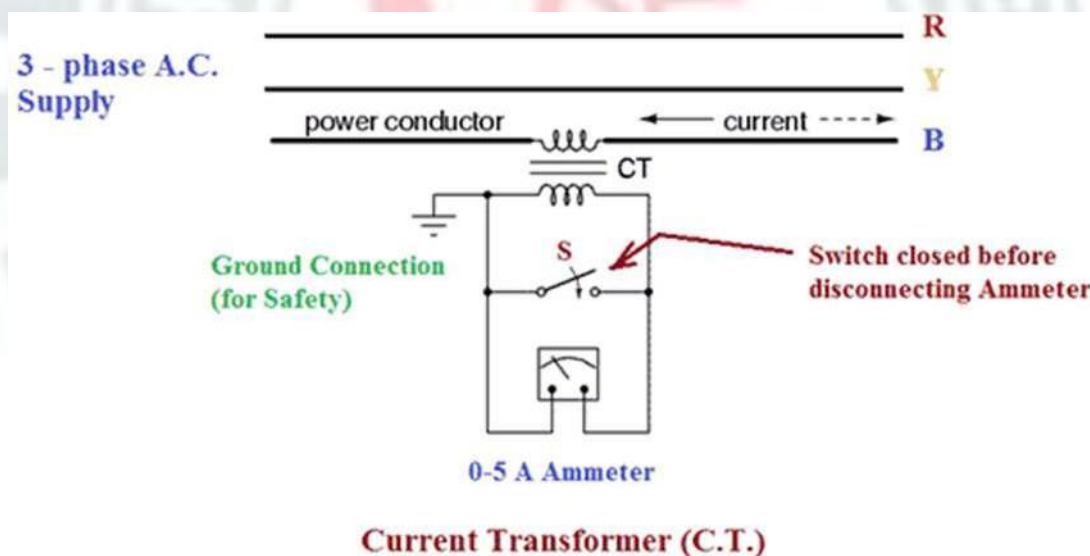 R
3 - phase A.C.
Supply
Y
power conductor
current
B
CT
S
Ground Connection
(for Safety)
Switch closed before
disconnecting Ammeter
0-5 A Ammeter
Current Transformer (C.T.)